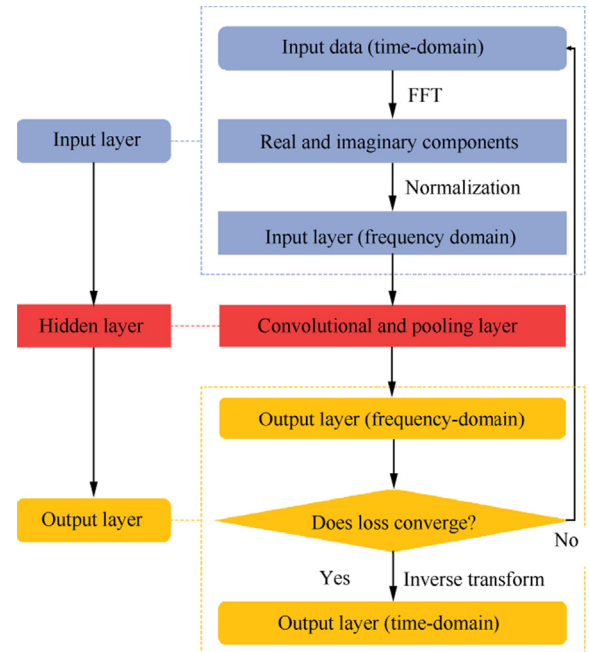 Input data (time-domain)
FFT
Input layer
Real and imaginary components
Normalization
Input layer (frequency domain)
Hidden layer
Convolutional and pooling layer
Output layer (frequency-domain)
Output layer
Does loss converge?
No
Yes
Inverse transform
Output layer (time-domain)